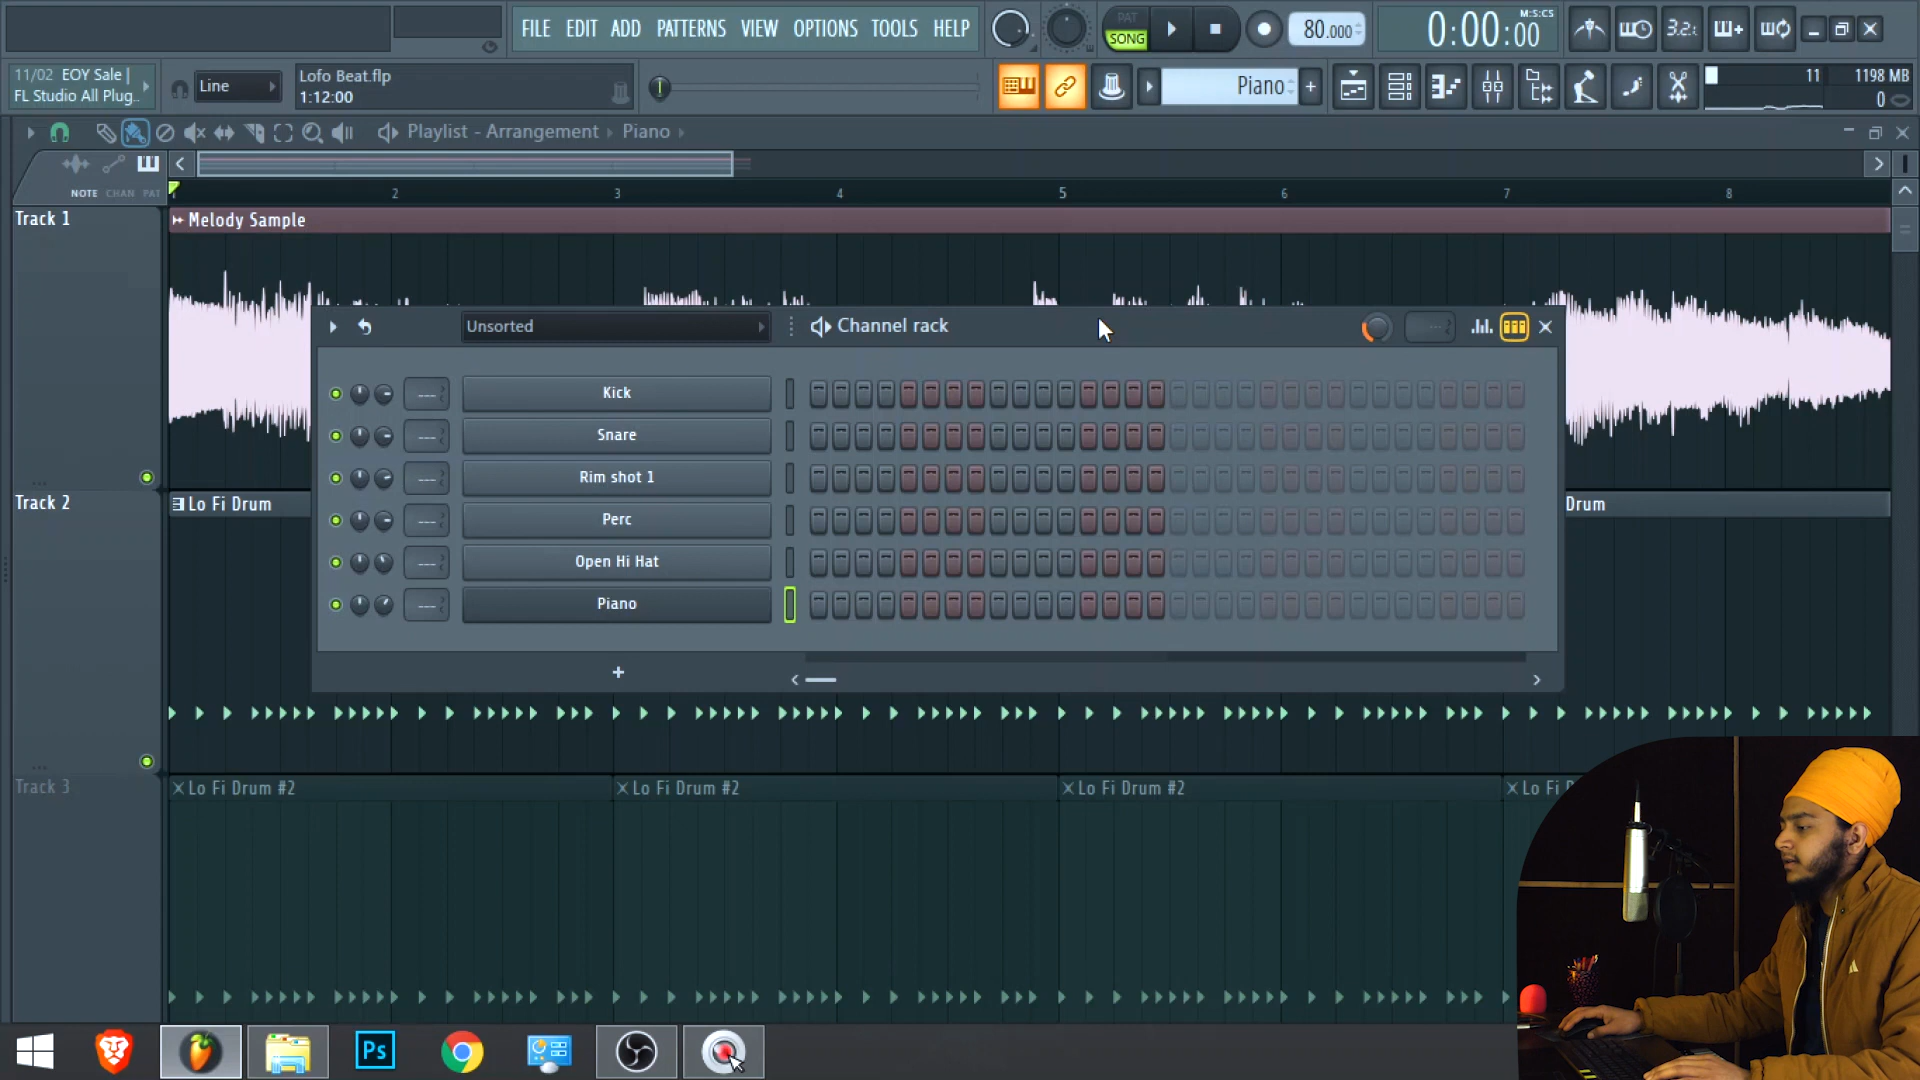 FILE EDIT ADD PATTERNS VIEW OPTIONS TOOLS HELP
PAT
SONG
80.000
M:S:CS
0:00:00
3.2:
11/02 EOY Sale |
FL Studio All Plug..
Line
Lofo Beat.flp
1:12:00
Piano
11
1198 MB
0
Playlist - Arrangement Piano
NOTE CHAN PAT
2 3 4 5 6 7 8
Track 1
Melody Sample
Unsorted
Channel rack
Kick
Snare
Rim shot 1
Perc
Open Hi Hat
Piano
Track 2
Lo Fi Drum
Drum
Track 3
Lo Fi Drum #2
Lo Fi Drum #2
Lo Fi Drum #2
Lo Fi
Ps